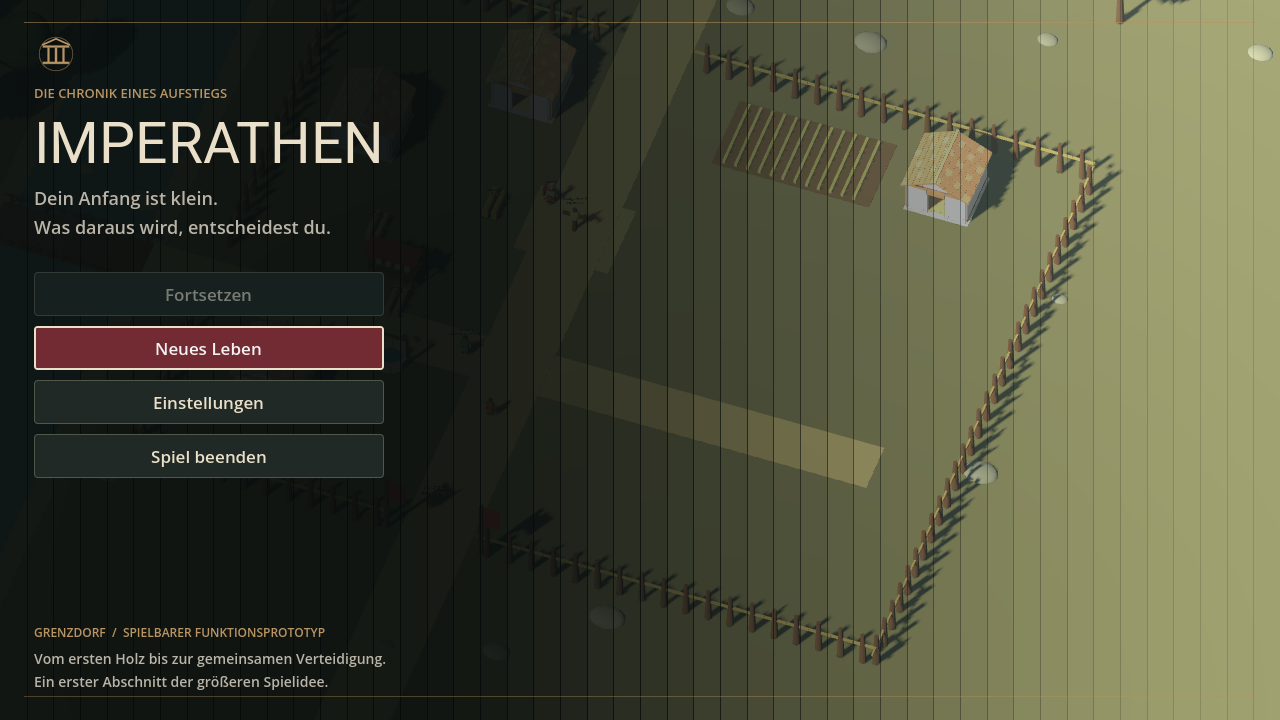 DIE CHRONIK EINES AUFSTIEGS
IMPERATHEN
Dein Anfang ist klein.
Was daraus wird, entscheidest du.
Fortsetzen
Neues Leben
Einstellungen
Spiel beenden
GRENZDORF / SPIELBARER FUNKTIONSPROTOTYP
Vom ersten Holz bis zur gemeinsamen Verteidigung.
Ein erster Abschnitt der größeren Spielidee.